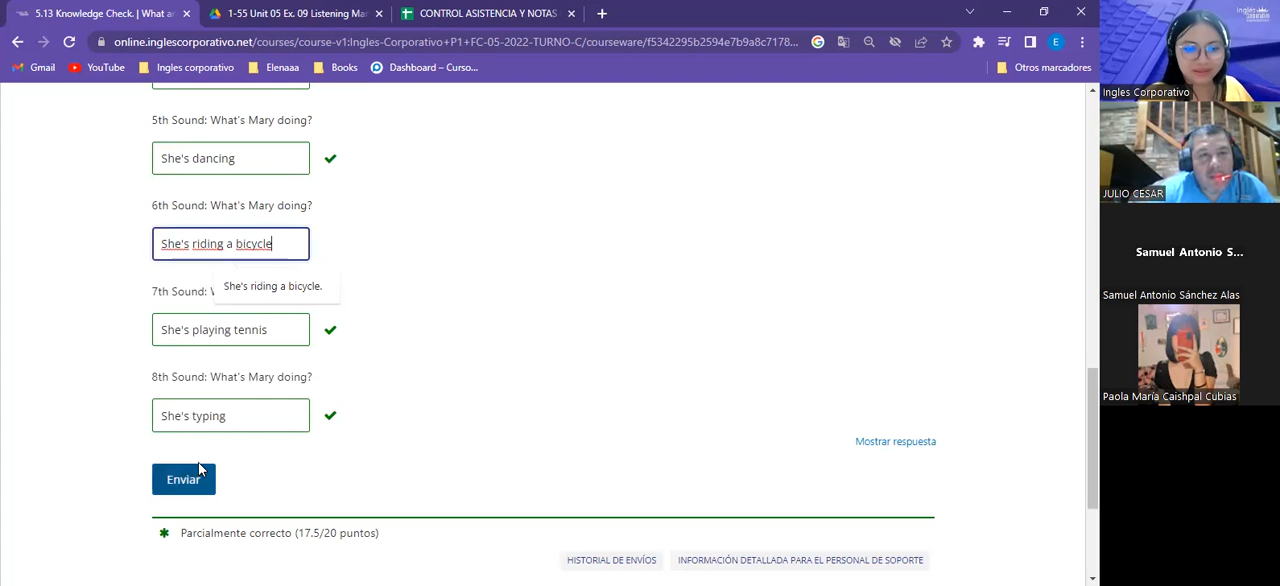 5.13 Knowledge Check. | What ar
1-55 Unit 05 Ex. 09 Listening Ma
CONTROL ASISTENCIA Y NOTAS
online.inglescorporativo.net/courses/course-v1:Ingles-Corporativo+P1+FC-05-2022-TURNO-C/courseware/f5342295b2594e7b9a8c7178...
E
Gmail
YouTube
Ingles corporativo
Elenaaa
Books
Dashboard – Curso...
Otros marcadores
5th Sound: What's Mary doing?
She's dancing
6th Sound: What's Mary doing?
She's riding a bicycle
She's riding a bicycle.
7th Sound: W
She's playing tennis
8th Sound: What's Mary doing?
She's typing
Mostrar respuesta
Enviar
Parcialmente correcto (17.5/20 puntos)
HISTORIAL DE ENVÍOS
INFORMACIÓN DETALLADA PARA EL PERSONAL DE SOPORTE
Ingles Corporativo
JULIO CESAR
Samuel Antonio S...
Samuel Antonio Sánchez Alas
Paola María Caishpal Cubias